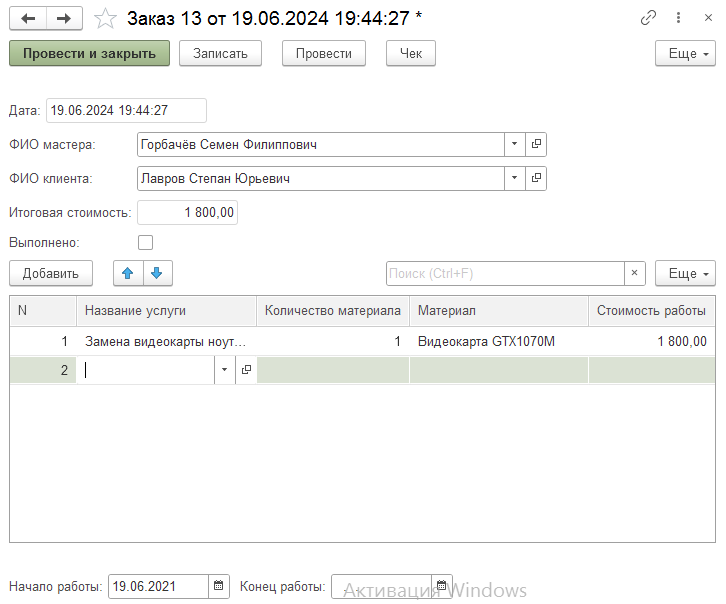 Заказ 13 от 19.06.2024 19:44:27 *
Провести и закрыть Записать Провести Чек Еще
Дата: 19.06.2024 19:44:27
ФИО мастера: Горбачёв Семен Филиппович
ФИО клиента: Лавров Степан Юрьевич
Итоговая стоимость: 1 800,00
Выполнено:
Добавить Поиск (Ctrl+F) × Еще
N Название услуги Количество материала Материал Стоимость работы
1 Замена видеокарты ноут... 1 Видеокарта GTX1070M 1 800,00
2
Начало работы: 19.06.2021 Конец работы: . .
Активация Windows